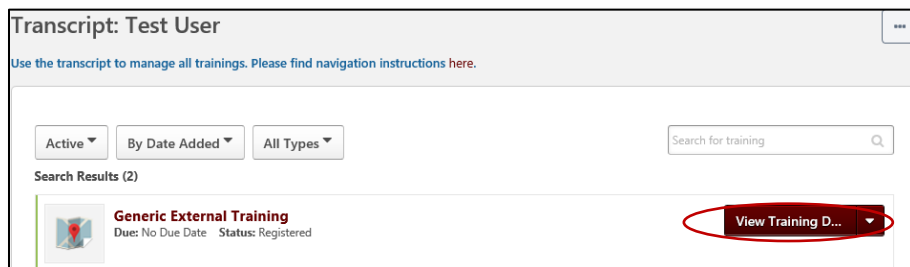 Transcript: Test User
...
Use the transcript to manage all trainings. Please find navigation instructions here.
Active By Date Added All Types Search for training
Search Results (2)
Generic External Training
Due: No Due Date Status: Registered
View Training D...